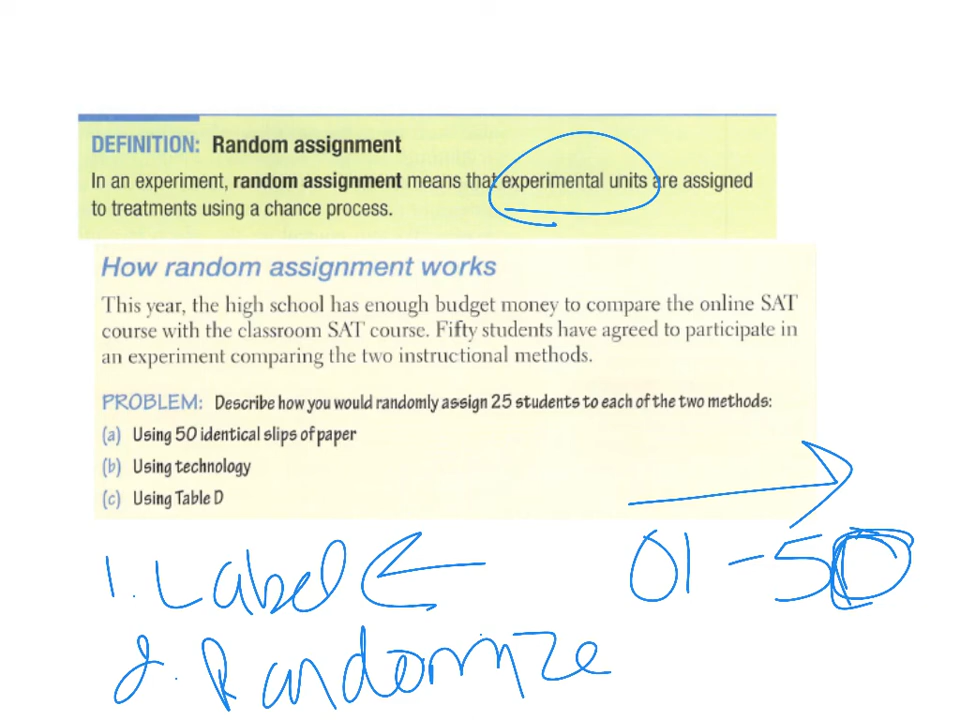 DEFINITION: Random assignment
In an experiment, random assignment means that experimental units are assigned
to treatments using a chance process.
How random assignment works
This year, the high school has enough budget money to compare the online SAT
course with the classroom SAT course. Fifty students have agreed to participate in
an experiment comparing the two instructional methods.
PROBLEM: Describe how you would randomly assign 25 students to each of the two methods:
(a) Using 50 identical slips of paper
(b) Using technology
(c) Using Table D
1. Label
01 - 50
2. Randomize